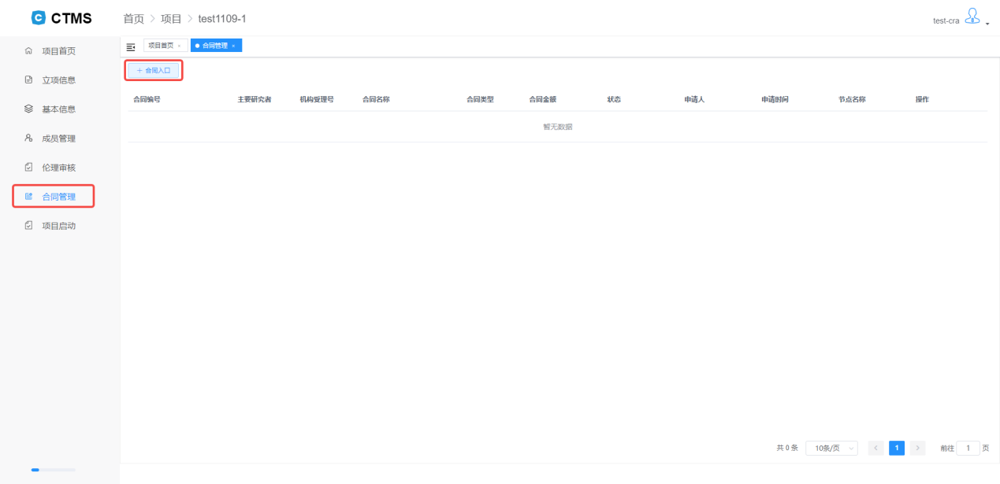 CTMS
首页 > 项目 > test1109-1
test-cra
项目首页
立项信息
基本信息
成员管理
伦理审核
合同管理
项目启动
项目首页 ×
合同管理 ×
+ 合同入口
合同编号 主要研究者 机构受理号 合同名称 合同类型 合同金额 状态 申请人 申请时间 节点名称 操作
暂无数据
共 0 条 10条/页 < 1 > 前往 1 页